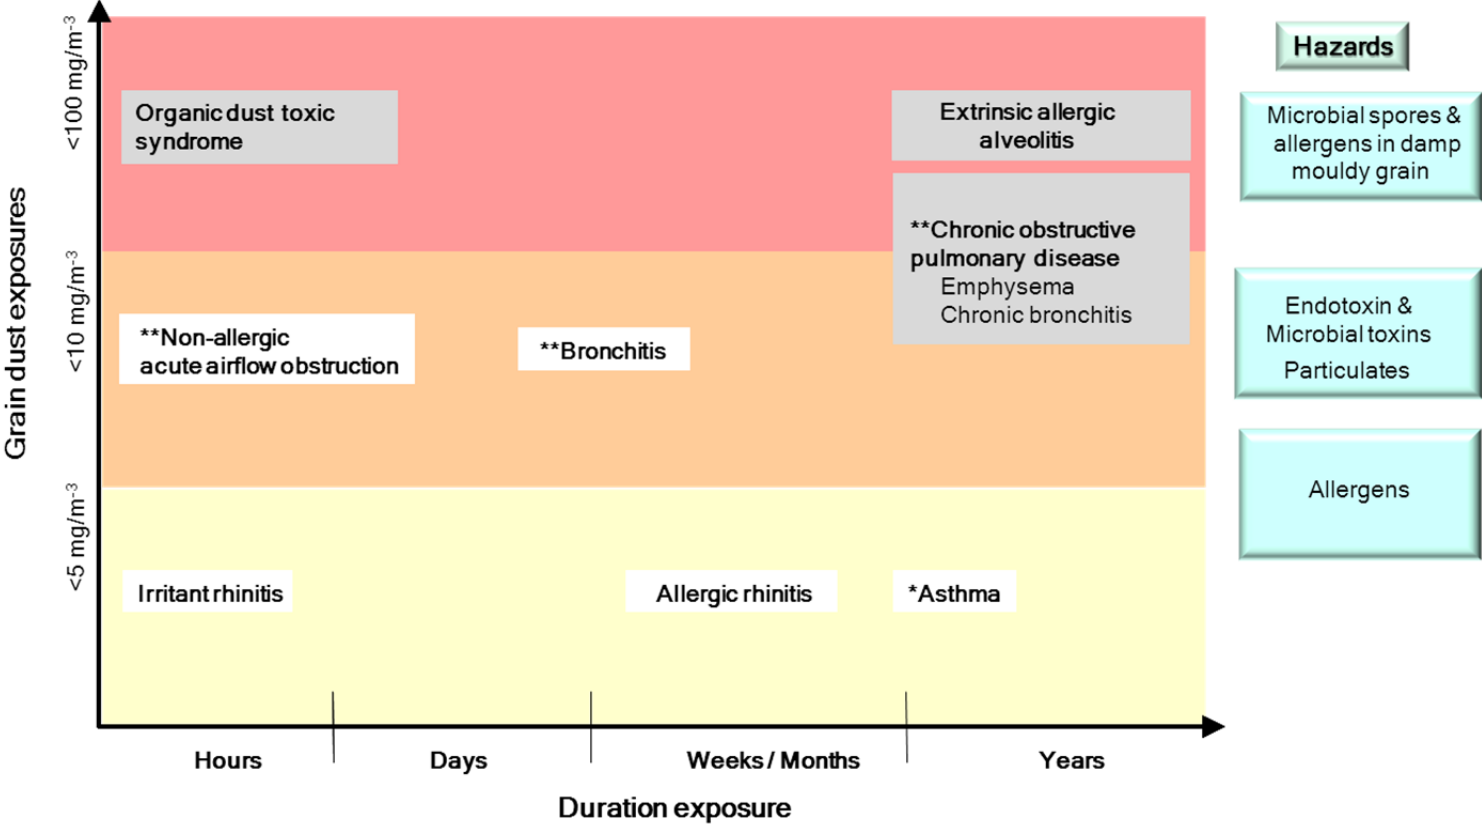 Hazards
<100 mg/m-3
Organic dust toxic
syndrome
Extrinsic allergic
alveolitis
Microbial spores &
allergens in damp
mouldy grain
**Chronic obstructive
pulmonary disease
Emphysema
Chronic bronchitis
Grain dust exposures
<10 mg/m-3
**Non-allergic
acute airflow obstruction
**Bronchitis
Endotoxin &
Microbial toxins
Particulates
Allergens
<5 mg/m-3
Irritant rhinitis
Allergic rhinitis
*Asthma
Hours
Days
Weeks / Months
Years
Duration exposure